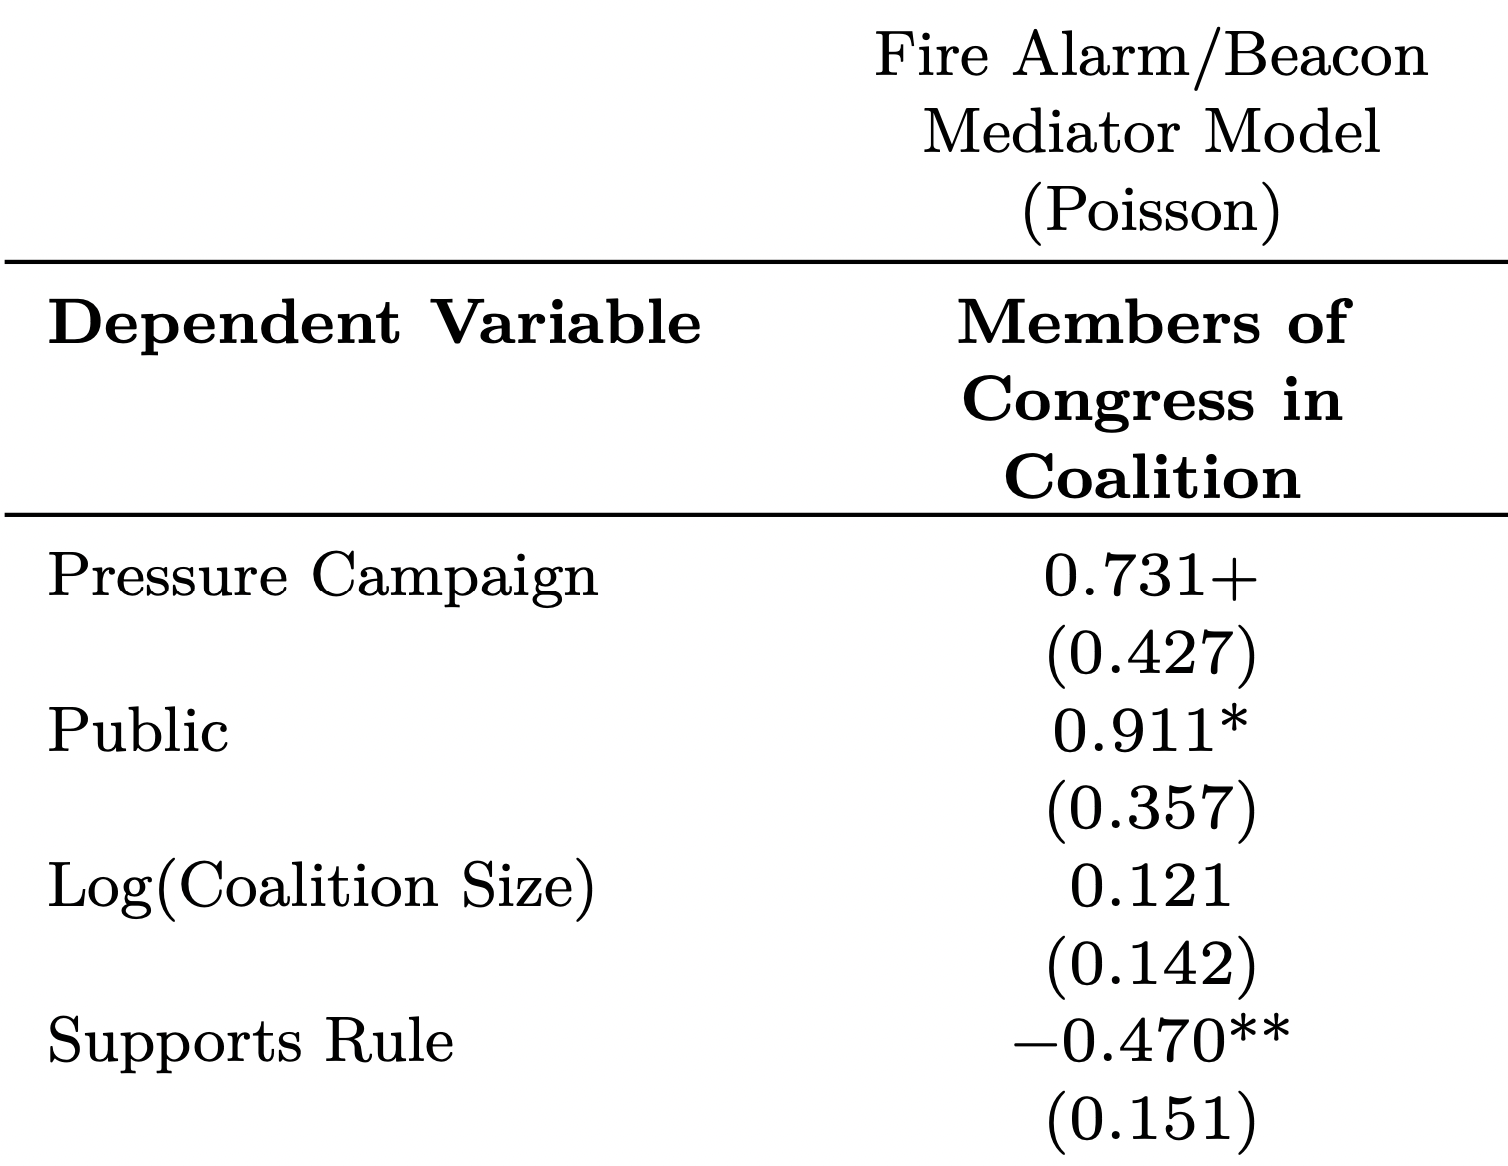 Fire Alarm/Beacon
Mediator Model
(Poisson)
Dependent Variable Members of
Congress in
Coalition
Pressure Campaign 0.731+
(0.427)
Public 0.911*
(0.357)
Log(Coalition Size) 0.121
(0.142)
Supports Rule −0.470**
(0.151)